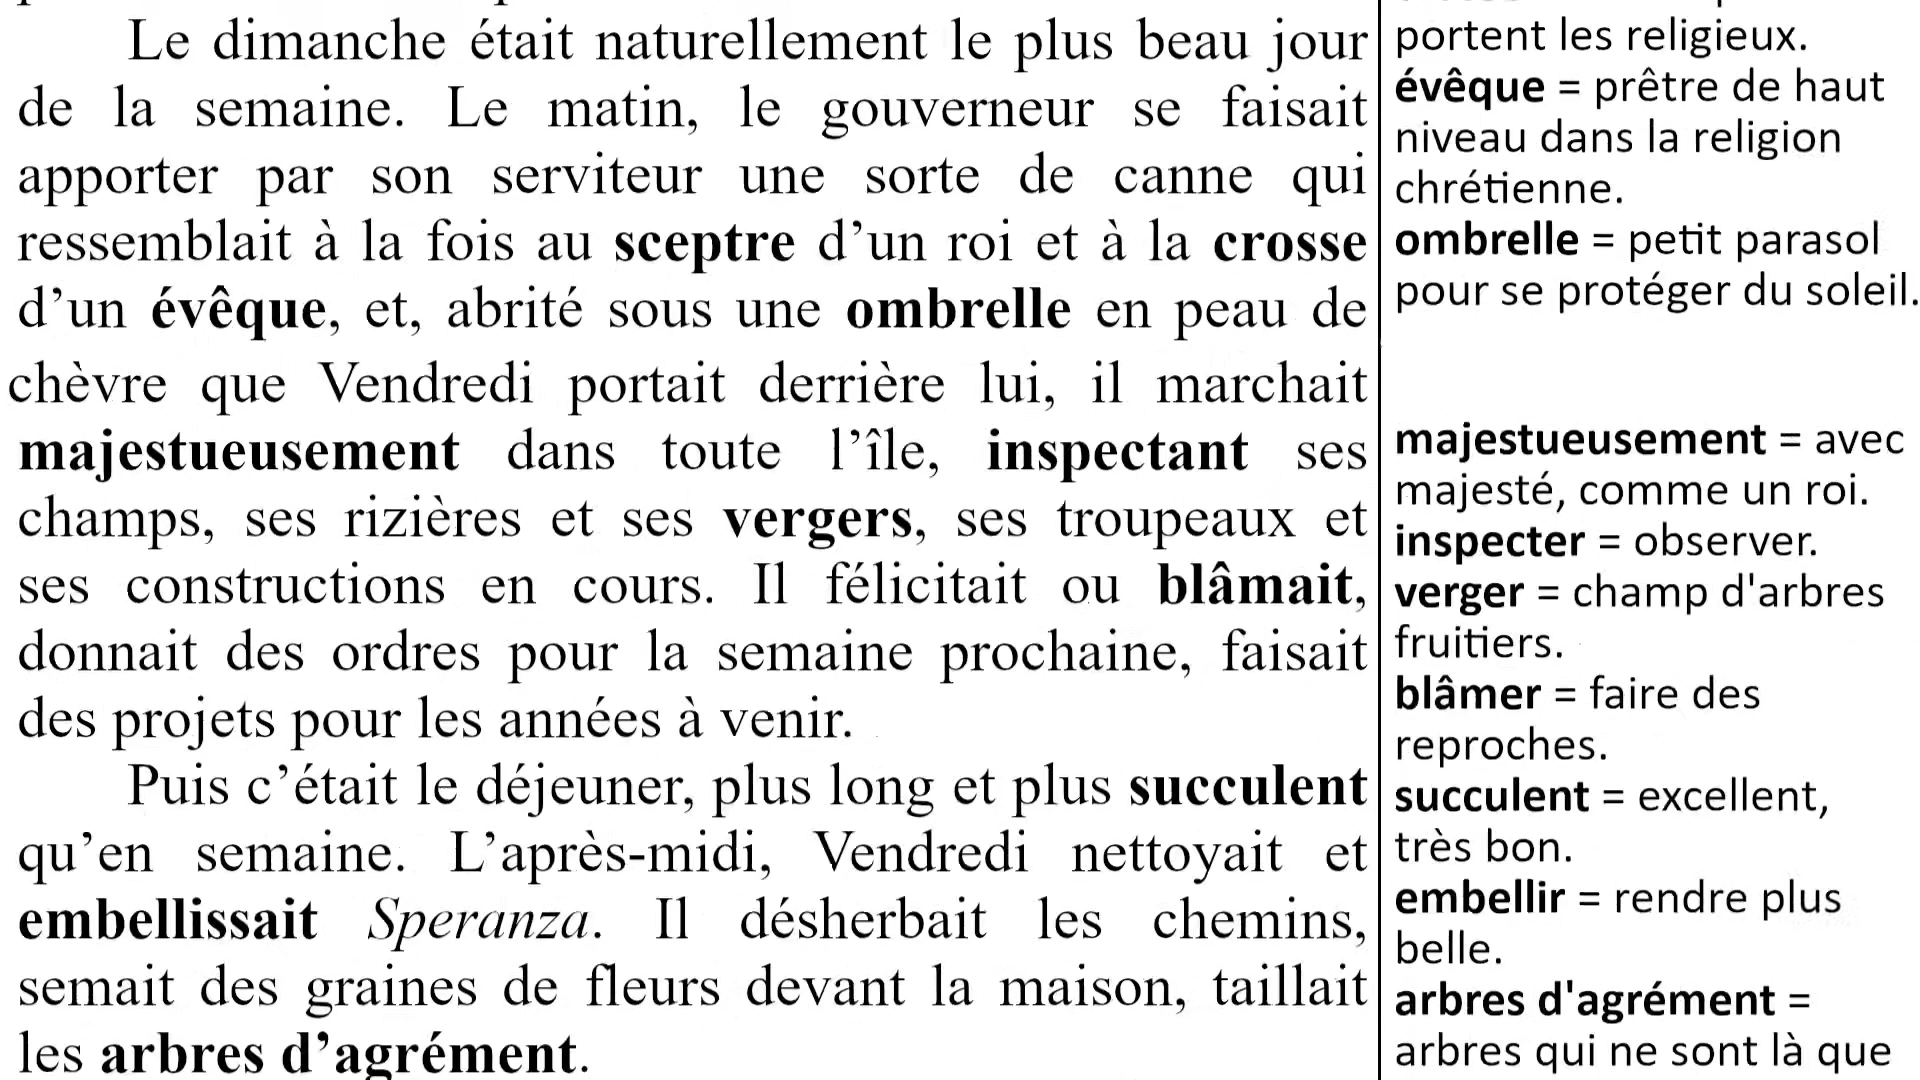 Le dimanche était naturellement le plus beau jour
de la semaine. Le matin, le gouverneur se faisait
apporter par son serviteur une sorte de canne qui
ressemblait à la fois au sceptre d’un roi et à la crosse
d’un évêque, et, abrité sous une ombrelle en peau de
chèvre que Vendredi portait derrière lui, il marchait
majestueusement dans toute l’île, inspectant ses
champs, ses rizières et ses vergers, ses troupeaux et
ses constructions en cours. Il félicitait ou blâmait,
donnait des ordres pour la semaine prochaine, faisait
des projets pour les années à venir.
Puis c’était le déjeuner, plus long et plus succulent
qu’en semaine. L’après-midi, Vendredi nettoyait et
embellissait Speranza. Il désherbait les chemins,
semait des graines de fleurs devant la maison, taillait
les arbres d’agrément.
portent les religieux.
évêque = prêtre de haut
niveau dans la religion
chrétienne.
ombrelle = petit parasol
pour se protéger du soleil.
majestueusement = avec
majesté, comme un roi.
inspecter = observer.
verger = champ d'arbres
fruitiers.
blâmer = faire des
reproches.
succulent = excellent,
très bon.
embellir = rendre plus
belle.
arbres d'agrément =
arbres qui ne sont là que